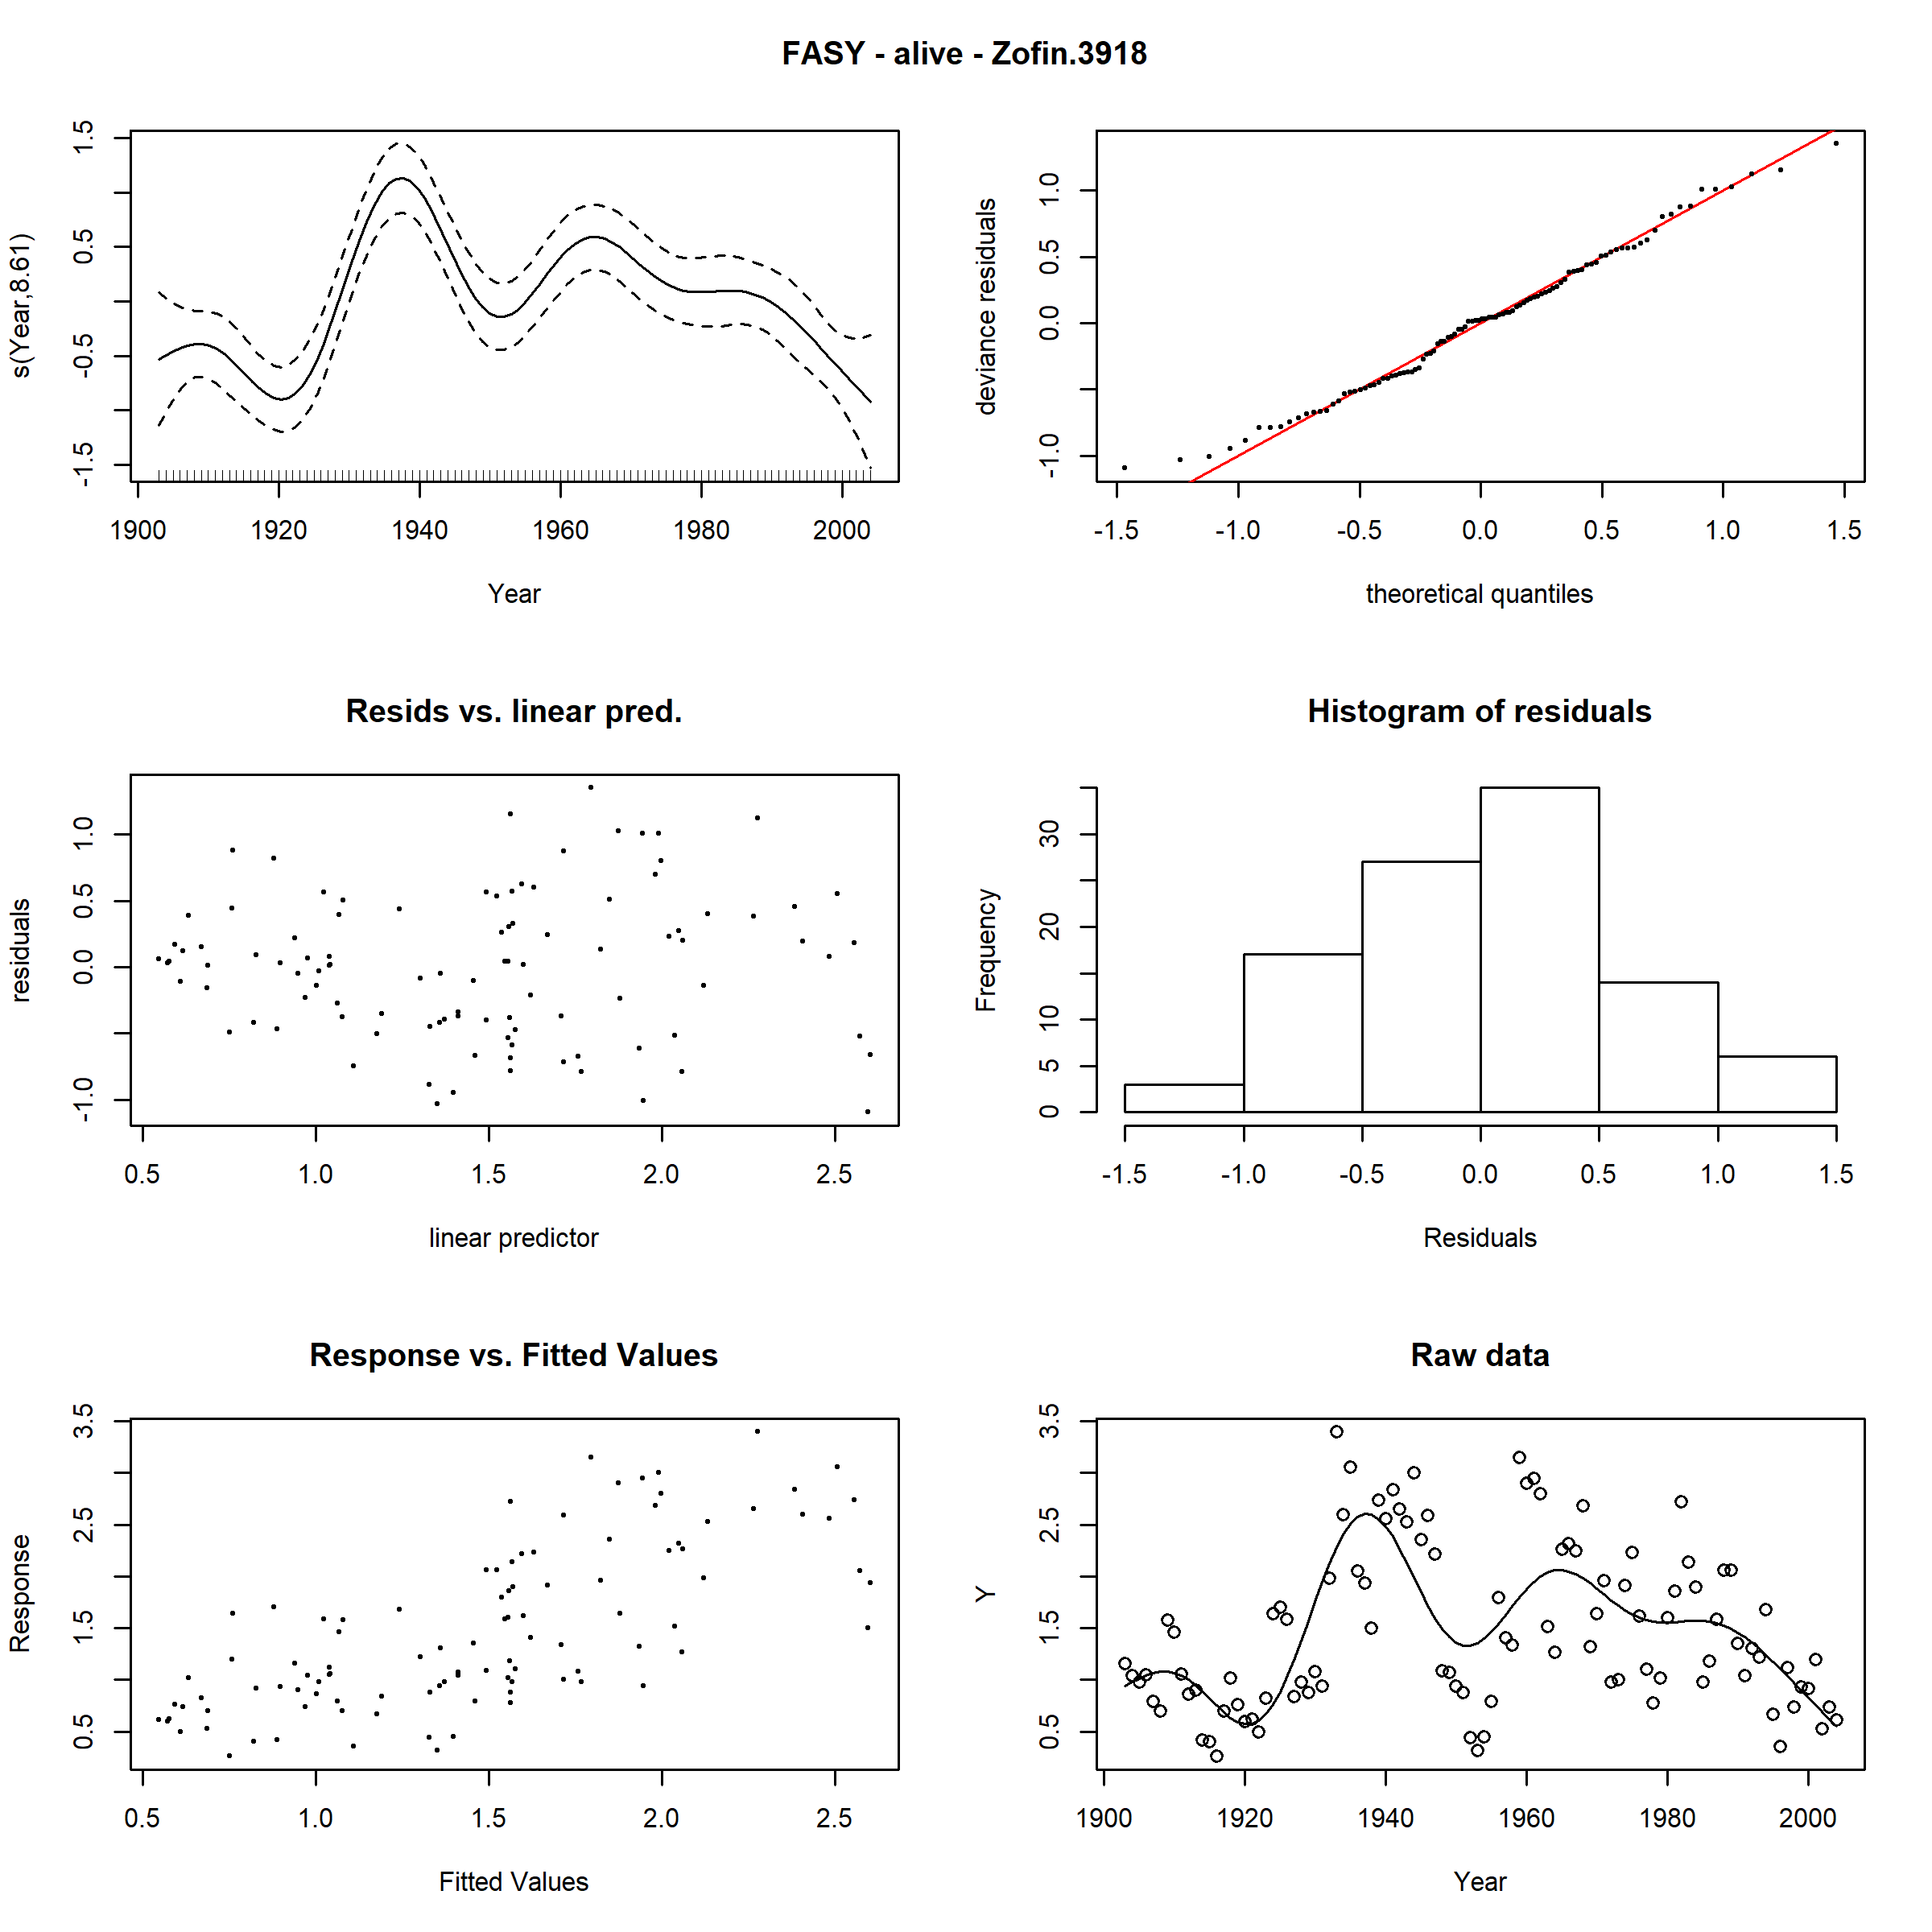 FASY - alive - Zofin.3918
s(Year,8.61)
-1.5 -0.5 0.5 1.5
1900 1920 1940 1960 1980 2000
Year
deviance residuals
-1.0 0.0 0.5 1.0
-1.5 -1.0 -0.5 0.0 0.5 1.0 1.5
theoretical quantiles
Resids vs. linear pred.
residuals
-1.0 0.0 0.5 1.0
0.5 1.0 1.5 2.0 2.5
linear predictor
Histogram of residuals
Frequency
0 5 10 20 30
-1.5 -1.0 -0.5 0.0 0.5 1.0 1.5
Residuals
Response vs. Fitted Values
Response
0.5 1.5 2.5 3.5
0.5 1.0 1.5 2.0 2.5
Fitted Values
Raw data
Y
0.5 1.5 2.5 3.5
1900 1920 1940 1960 1980 2000
Year